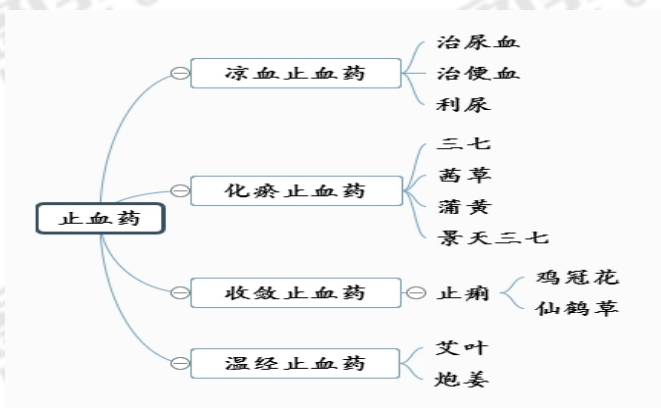 止血药
凉血止血药
治尿血
治便血
利尿
化瘀止血药
三七
茜草
蒲黄
景天三七
收敛止血药
止痢
鸡冠花
仙鹤草
温经止血药
艾叶
炮姜